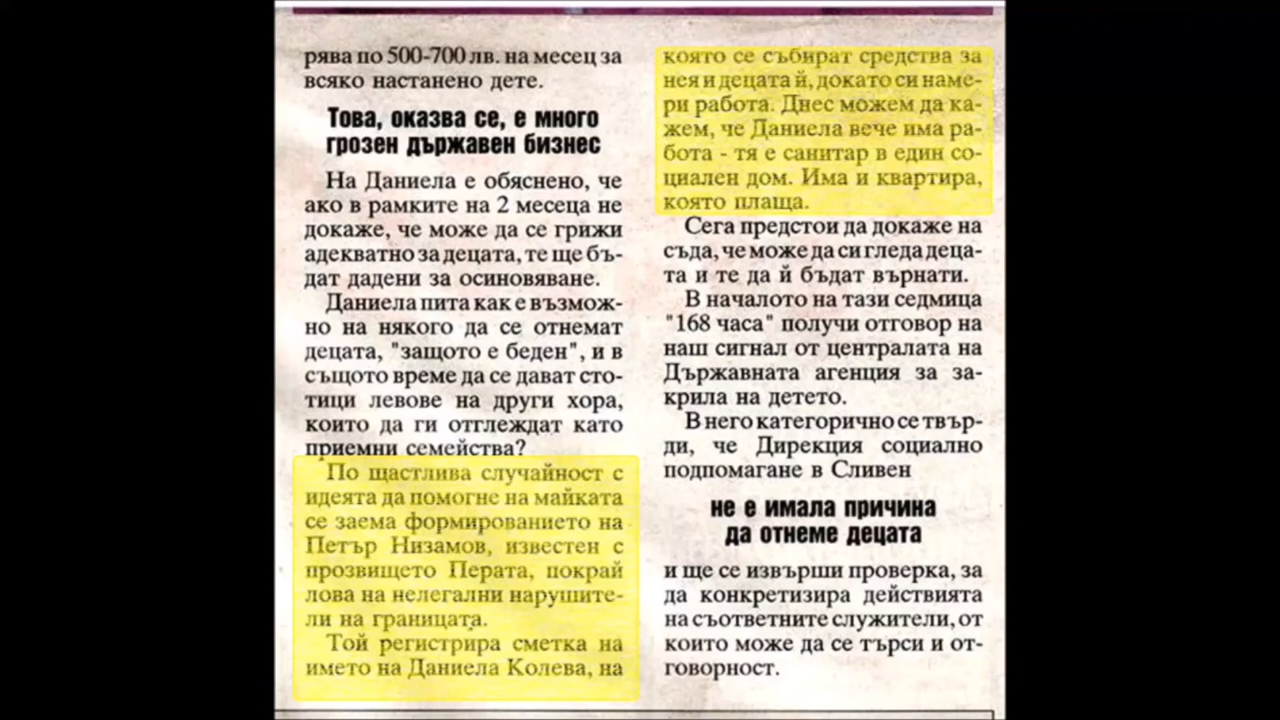 рява по 500-700 лв. на месец за
всяко настанено дете.
Това, оказва се, е много
грозен държавен бизнес
На Даниела е обяснено, че
ако в рамките на 2 месеца не
докаже, че може да се грижи
адекватно за децата, те ще бъ-
дат дадени за осиновяване.
Даниела пита как е възмож-
но на някого да се отнемат
децата, "защото е беден", и в
същото време да се дават сто-
тици левове на други хора,
които да ги отглеждат като
приемни семейства?
По щастлива случайност с
идеята да помогне на майката
се заема формированието на
Петър Низамов, известен с
прозвището Перата, покрай
лова на нелегални нарушите-
ли на границата.
Той регистрира сметка на
името на Даниела Колева, на
която се събират средства за
нея и децата й, докато си наме-
ри работа. Днес можем да ка-
жем, че Даниела вече има ра-
бота - тя е санитар в един со-
циален дом. Има и квартира,
която плаща.
Сега предстои да докаже на
съда, че може да си гледа деца-
та и те да й бъдат върнати.
В началото на тази седмица
"168 часа" получи отговор на
наш сигнал от централата на
Държавната агенция за за-
крила на детето.
В него категорично се твър-
ди, че Дирекция социално
подпомагане в Сливен
не е имала причина
да отнеме децата
и ще се извърши проверка, за
да конкретизира действията
на съответните служители, от
които може да се търси и от-
говорност.